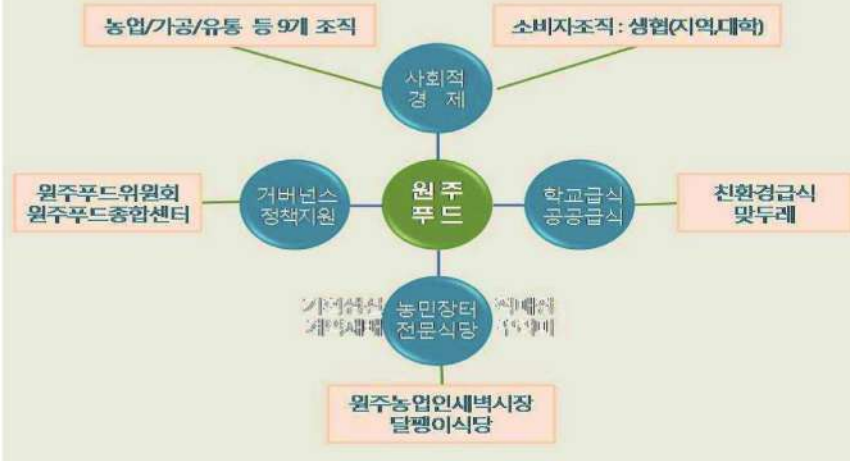 농업/가공/유통 등 9개 조직
소비자조직 : 생협(지역,대학)
사회적
경 제
원주푸드위원회
원주푸드종합센터
거버넌스
정책지원
원 주
푸 드
학교급식
공공급식
친환경급식
맞두레
농민장터
전문식당
원주농업인새벽시장
달팽이식당